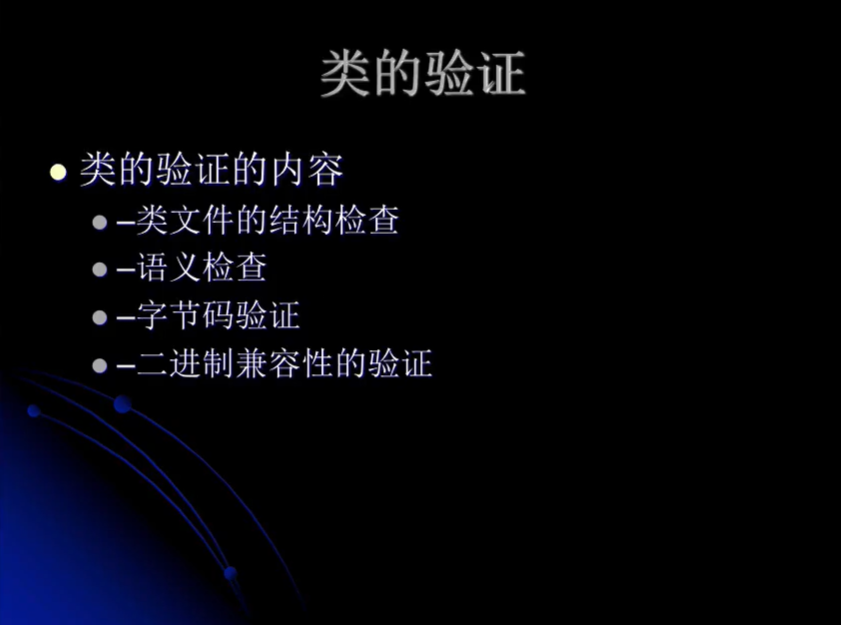 类的验证
类的验证的内容
–类文件的结构检查
–语义检查
–字节码验证
–二进制兼容性的验证